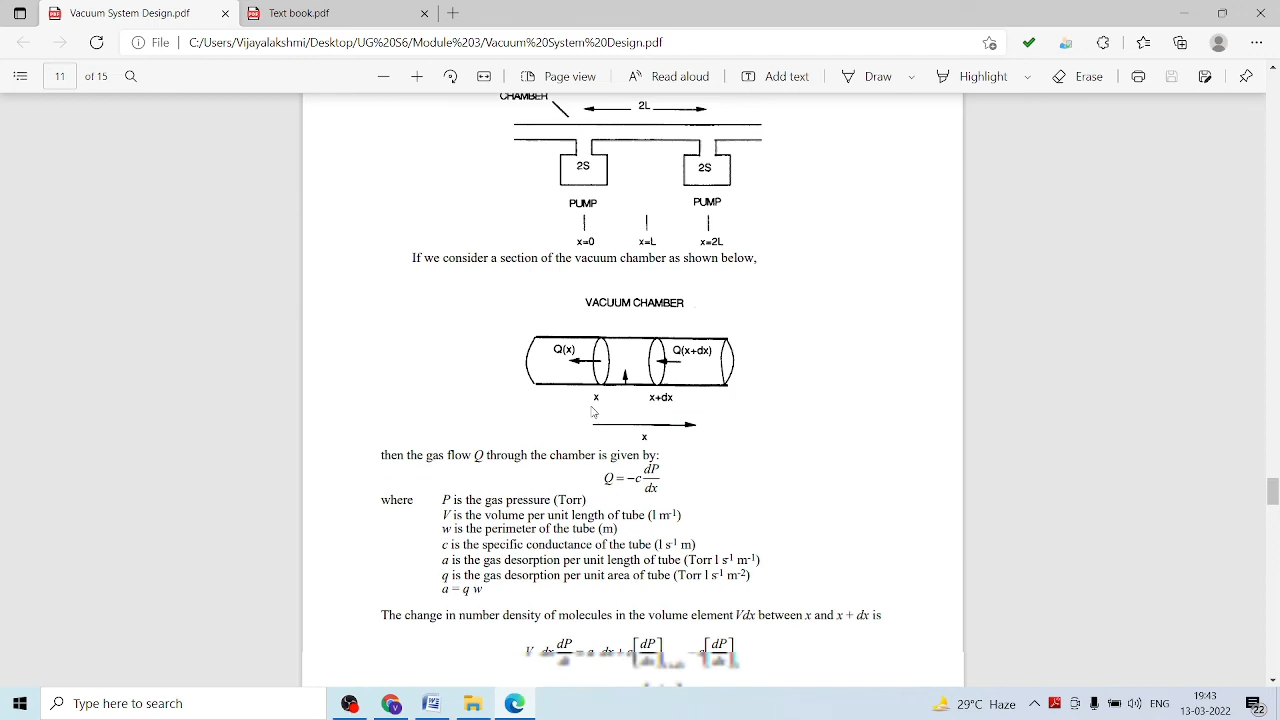 Vacuum System Design.pdf
Text book.pdf
File
C:/Users/Vijayalakshmi/Desktop/UG%20S6/Module%203/Vacuum%20System%20Design.pdf
11 of 15
Page view
Read aloud
Add text
Draw
Highlight
Erase
CHAMBER
2L
2S 2S
PUMP PUMP
x=0 x=L x=2L
If we consider a section of the vacuum chamber as shown below,
VACUUM CHAMBER
Q(x) Q(x+dx)
x x+dx
x
then the gas flow Q through the chamber is given by:
Q = −c dP/dx
where P is the gas pressure (Torr)
V is the volume per unit length of tube (l m-1)
w is the perimeter of the tube (m)
c is the specific conductance of the tube (l s-1 m)
a is the gas desorption per unit length of tube (Torr l s-1 m-1)
q is the gas desorption per unit area of tube (Torr l s-1 m-2)
a = q w
The change in number density of molecules in the volume element Vdx between x and x + dx is
Type here to search
29°C Haze
19:43
13-03-2022
22